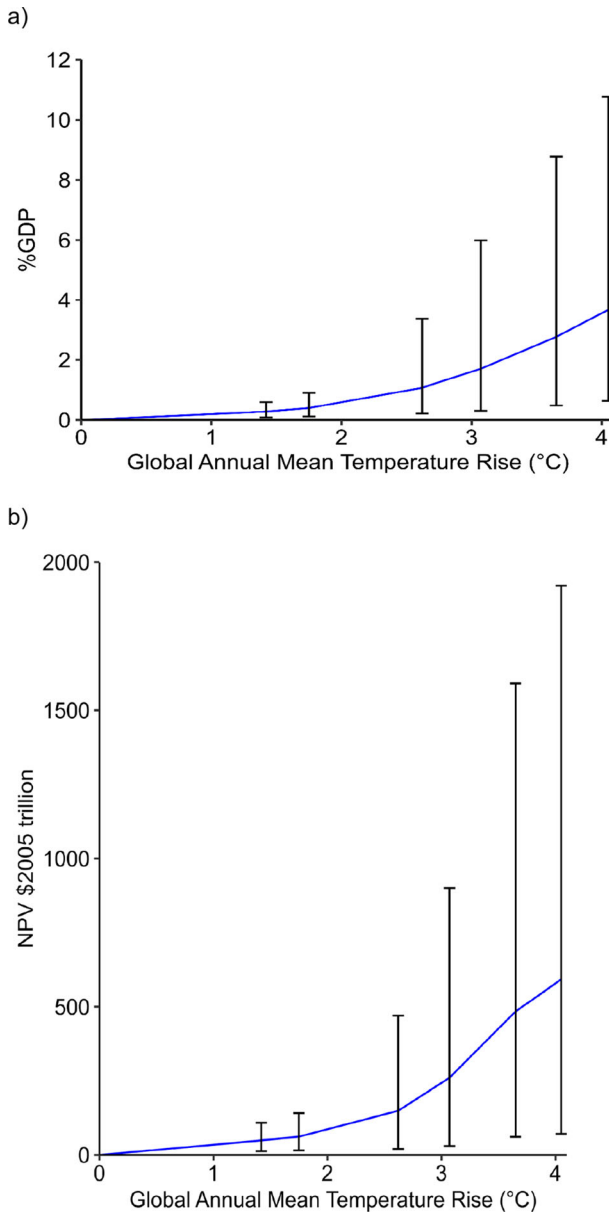 a)
12
10
8
6
4
2
0
%GDP
0 1 2 3 4
Global Annual Mean Temperature Rise (°C)
b)
2000
1500
1000
500
0
NPV $2005 trillion
0 1 2 3 4
Global Annual Mean Temperature Rise (°C)